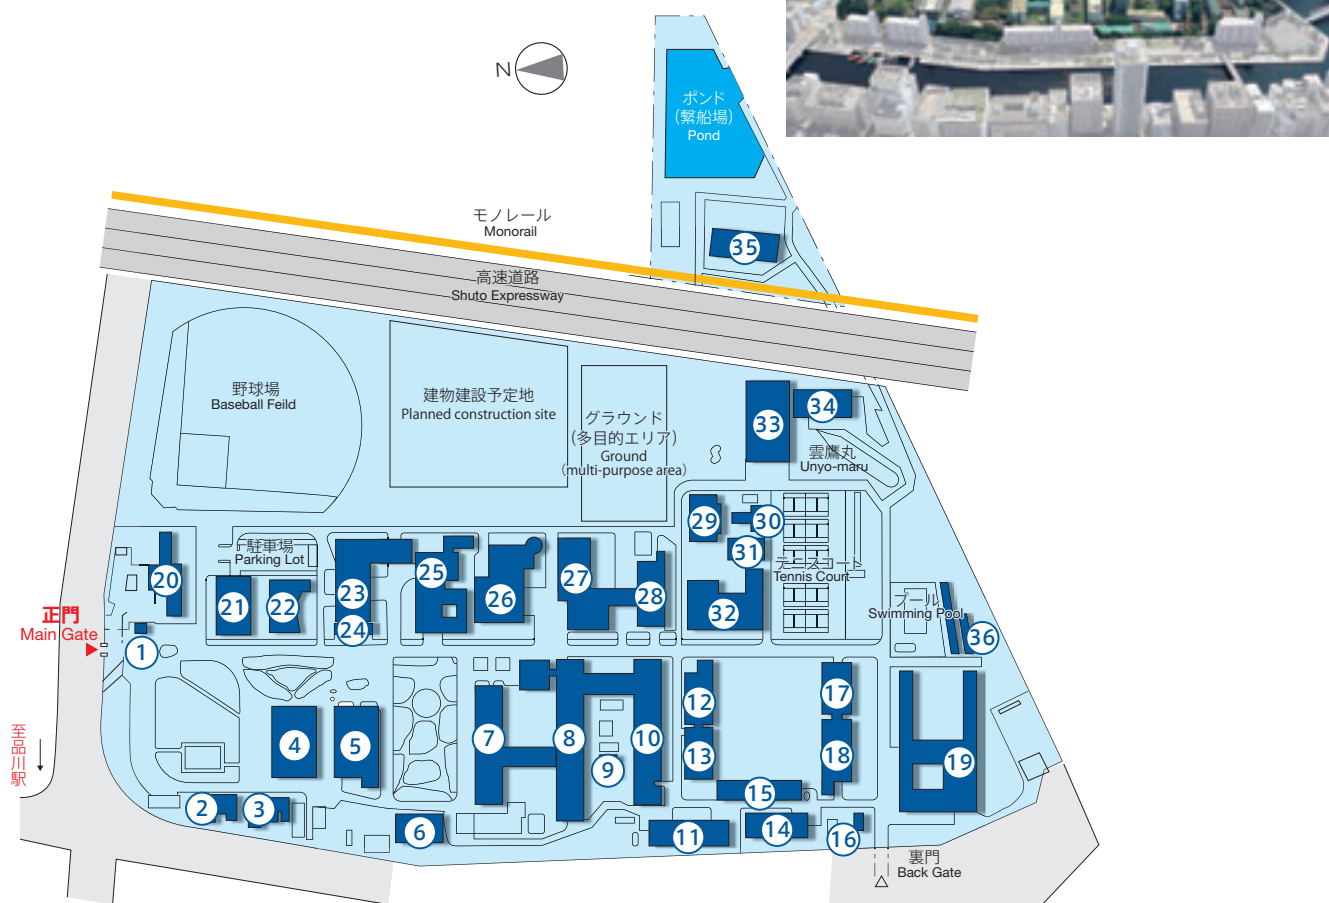 N
ポンド
(繋船場)
Pond
35
モノレール
Monorail
高速道路
Shuto Expressway
野球場
Baseball Feild
建物建設予定地
Planned construction site
グラウンド
(多目的エリア)
Ground
(multi-purpose area)
33
34
雲鷹丸
Unyo-maru
29
30
31
テニスコート
Tennis Court
駐車場
Parking Lot
20
21
22
23
24
25
26
27
28
32
プール
Swimming Pool
36
正門
Main Gate
1
至品川駅
2
3
4
5
6
7
8
9
10
11
12
13
14
15
16
17
18
19
裏門
Back Gate